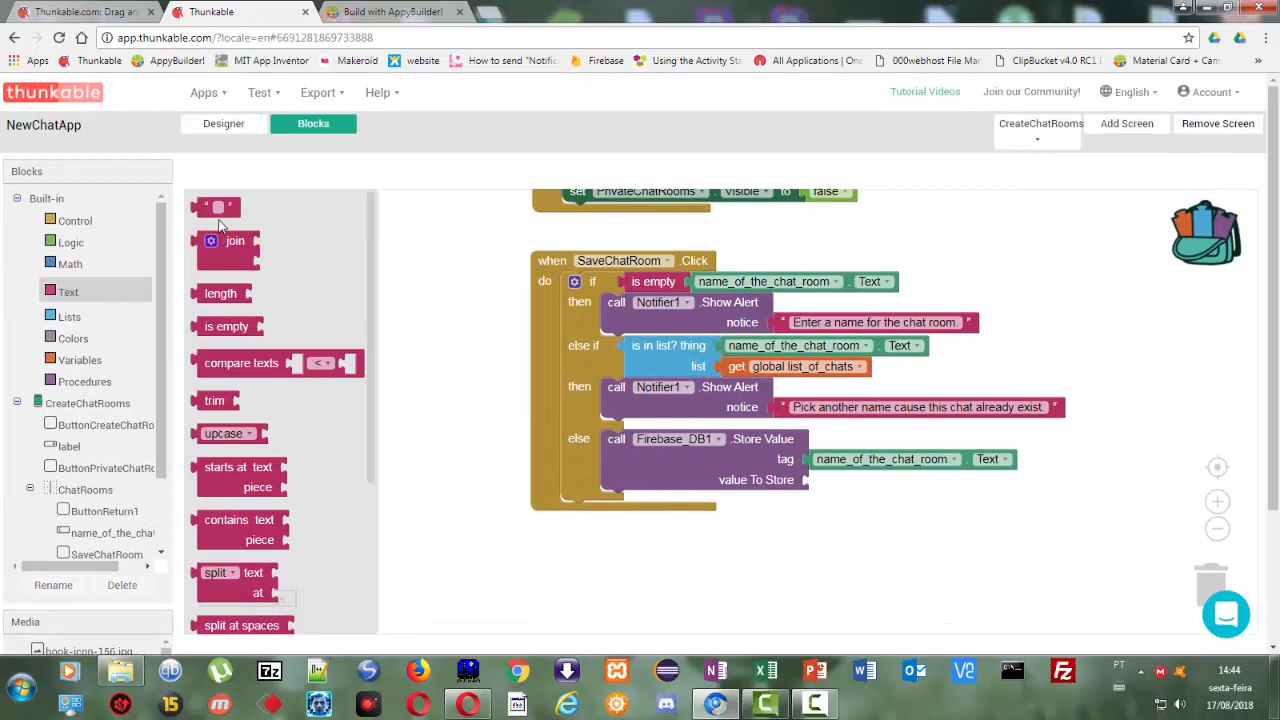 Thunkable.com: Drag an
Thunkable
Build with AppyBuilder!
https://app.thunkable.com/?locale=en#6691281869733888
Apps
Thunkable
AppyBuilder!
MIT App Inventor
Makeroid
website
How to send "Notific
Firebase
Using the Activity Sta
All Applications | One
000webhost File Man
ClipBucket v4.0 RC1 I
Material Card + Cam
»
thunkable
Apps
Test
Export
Help
Tutorial Videos
Join our Community!
English
Account
NewChatApp
Designer
Blocks
CreateChatRooms
Add Screen
Remove Screen
Blocks
Built-in
Control
Logic
Math
Text
Lists
Colors
Variables
Procedures
CreateChatRooms
ButtonCreateChatRo
label
ButtonPrivateChatRo
ChatRooms
ButtonReturn1
name_of_the_chat
SaveChatRoom
Rename
Delete
Media
book-icon-156.jpg
" "
join
length
is empty
compare texts <
trim
upcase
starts at text
piece
contains text
piece
split text
at
split at spaces
set PrivateChatRooms . Visible to false
when SaveChatRoom .Click
do if is empty name_of_the_chat_room . Text
then call Notifier1 .Show Alert
notice " Enter a name for the chat room. "
else if is in list? thing name_of_the_chat_room . Text
list get global list_of_chats
then call Notifier1 .Show Alert
notice " Pick another name cause this chat already exist. "
else call Firebase_DB1 .Store Value
tag name_of_the_chat_room . Text
value To Store
PT
14:44
sexta-feira
17/08/2018